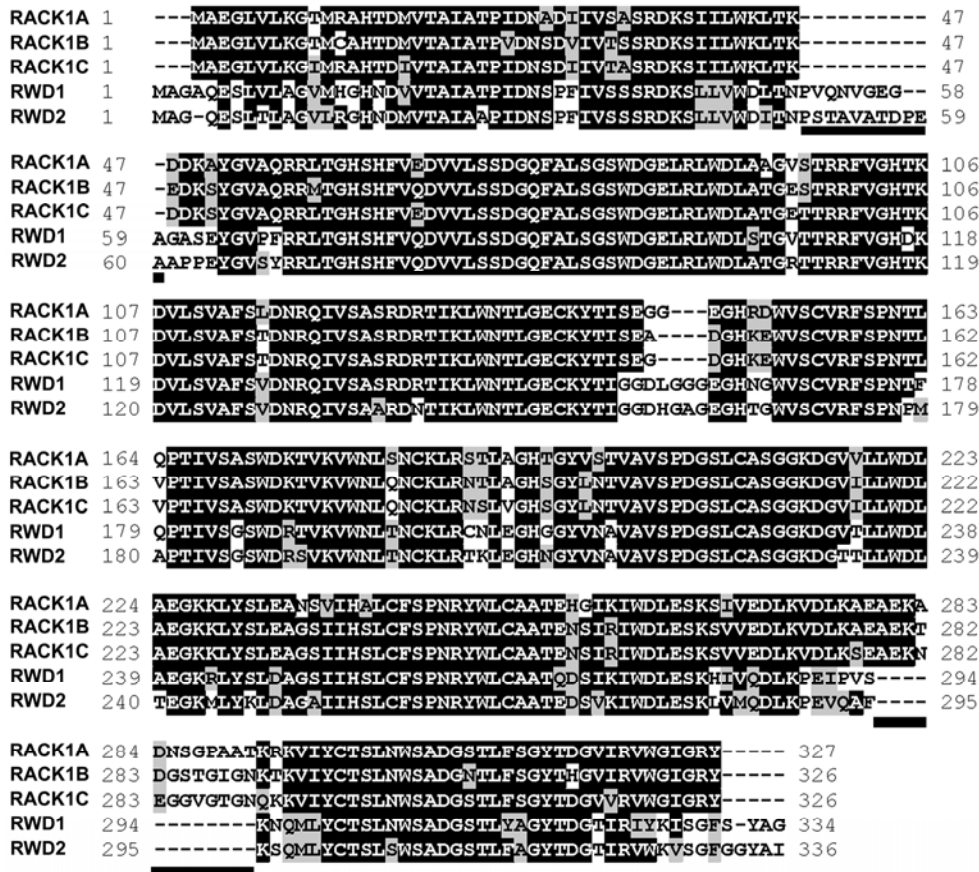 RACK1A 1 ---MAEGLVLKGTMRAHTDMVTAIATPIDNADIIVSASRDKSIILWKLTK---------- 47
RACK1B 1 ---MAEGLVLKGTMCAHTDMVTAIATPVDNSDVIVTSSRDKSIILWKLTK---------- 47
RACK1C 1 ---MAEGLVLKGIMRAHTDIVTAIATPIDNSDIIVTASRDKSIILWKLTK---------- 47
RWD1 1 MAGAQESLVLAGVMHGHNDVVTAIATPIDNSPFIVSSSRDKSLLVWDLTNPVQNVGEG-- 58
RWD2 1 MAG-QESLTLAGVLRGHNDMVTAIAAPIDNSPFIVSSSRDKSLLVWDITNPSTAVATDPE 59
RACK1A 47 -DDKAYGVAQRRLTGHSHFVEDVVLSSDGQFALSGSWDGELRLWDLAAGVSTRRFVGHTK 106
RACK1B 47 -EDKSYGVAQRRMTGHSHFVQDVVLSSDGQFALSGSWDGELRLWDLATGESTRRFVGHTK 106
RACK1C 47 -DDKSYGVAQRRLTGHSHFVEDVVLSSDGQFALSGSWDGELRLWDLATGETTRRFVGHTK 106
RWD1 59 AGASEYGVPFRRLTGHSHFVQDVVLSSDGQFALSGSWDGELRLWDLSTGVTTRRFVGHDK 118
RWD2 60 AAPPEYGVSYRRLTGHSHFVQDVVLSSDGQFALSGSWDGELRLWDLATGRTTRRFVGHTK 119
RACK1A 107 DVLSVAFSLDNRQIVSASRDRTIKLWNTLGECKYTISEGG---EGHRDWVSCVRFSPNTL 163
RACK1B 107 DVLSVAFSTDNRQIVSASRDRTIKLWNTLGECKYTISEA----DGHKEWVSCVRFSPNTL 162
RACK1C 107 DVLSVAFSTDNRQIVSASRDRTIKLWNTLGECKYTISEG----DGHKEWVSCVRFSPNTL 162
RWD1 119 DVLSVAFSVDNRQIVSASRDRTIKLWNTLGECKYTIGGDLGGGEGHNGWVSCVRFSPNTF 178
RWD2 120 DVLSVAFSVDNRQIVSAARDNTIKLWNTLGECKYTIGGDHGAGEGHTGWVSCVRFSPNPM 179
RACK1A 164 QPTIVSASWDKTVKVWNLSNCKLRSTLAGHTGYVSTVAVSPDGSLCASGGKDGVVLLWDL 223
RACK1B 163 VPTIVSASWDKTVKVWNLQNCKLRNTLAGHSGYLNTVAVSPDGSLCASGGKDGVILLWDL 222
RACK1C 163 VPTIVSASWDKTVKVWNLQNCKLRNSLVGHSGYLNTVAVSPDGSLCASGGKDGVILLWDL 222
RWD1 179 QPTIVSGSWDRTVKVWNLTNCKLRCNLEGHGGYVNAVAVSPDGSLCASGGKDGVTLLWDL 238
RWD2 180 APTIVSGSWDRSVKVWNLTNCKLRTKLEGHNGYVNAVAVSPDGSLCASGGKDGTTLLWDL 239
RACK1A 224 AEGKKLYSLEANSVIHALCFSPNRYWLCAATEHGIKIWDLESKSIVEDLKVDLKAEAEKA 283
RACK1B 223 AEGKKLYSLEAGSIIHSLCFSPNRYWLCAATENSIRIWDLESKSVVEDLKVDLKAEAEKT 282
RACK1C 223 AEGKKLYSLEAGSIIHSLCFSPNRYWLCAATENSIRIWDLESKSVVEDLKVDLKSEAEKN 282
RWD1 239 AEGKRLYSLDAGSIIHSLCFSPNRYWLCAATQDSIKIWDLESKHIVQDLKPEIPVS---- 294
RWD2 240 TEGKMLYKLDAGAIIHSLCFSPNRYWLCAATEDSVKIWDLESKLVMQDLKPEVQAF---- 295
RACK1A 284 DNSGPAATKRKVIYCTSLNWSADGSTLFSGYTDGVIRVWGIGRY----- 327
RACK1B 283 DGSTGIGNKTKVIYCTSLNWSADGNTLFSGYTHGVIRVWGIGRY----- 326
RACK1C 283 EGGVGTGNQKKVIYCTSLNWSADGSTLFSGYTDGVVRVWGIGRY----- 326
RWD1 294 --------KNQMLYCTSLNWSADGSTLYAGYTDGTIRIYKISGFS-YAG 334
RWD2 295 --------KSQMLYCTSLSWSADGSTLFAGYTDGTIRVWKVSGFGGYAI 336